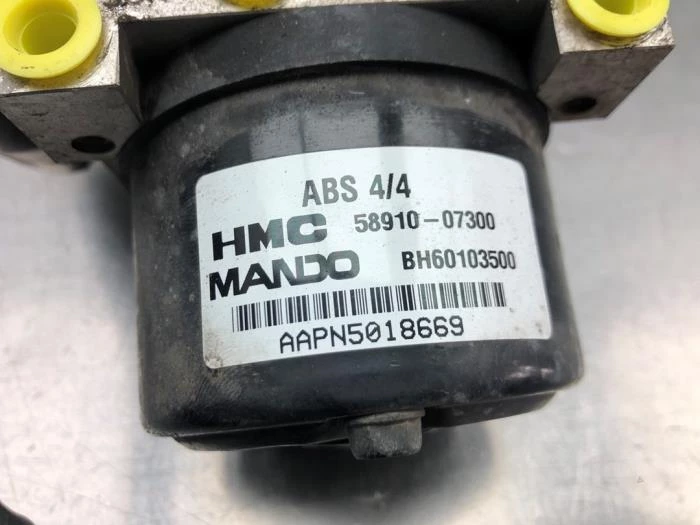 ABS 4/4
HMC 58910-07300
MANDO BH60103500
AAPN5018669